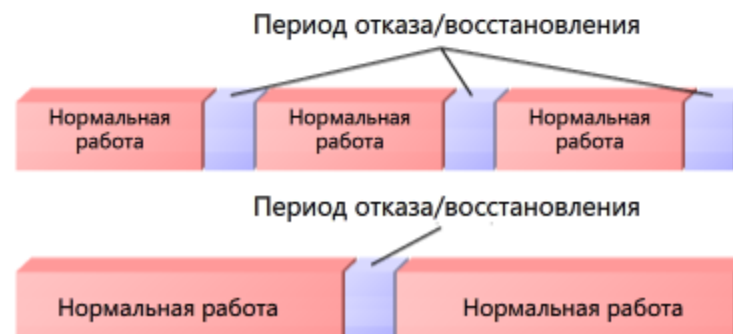 Период отказа/восстановления
Нормальная Нормальная Нормальная
работа работа работа
Период отказа/восстановления
Нормальная работа Нормальная работа